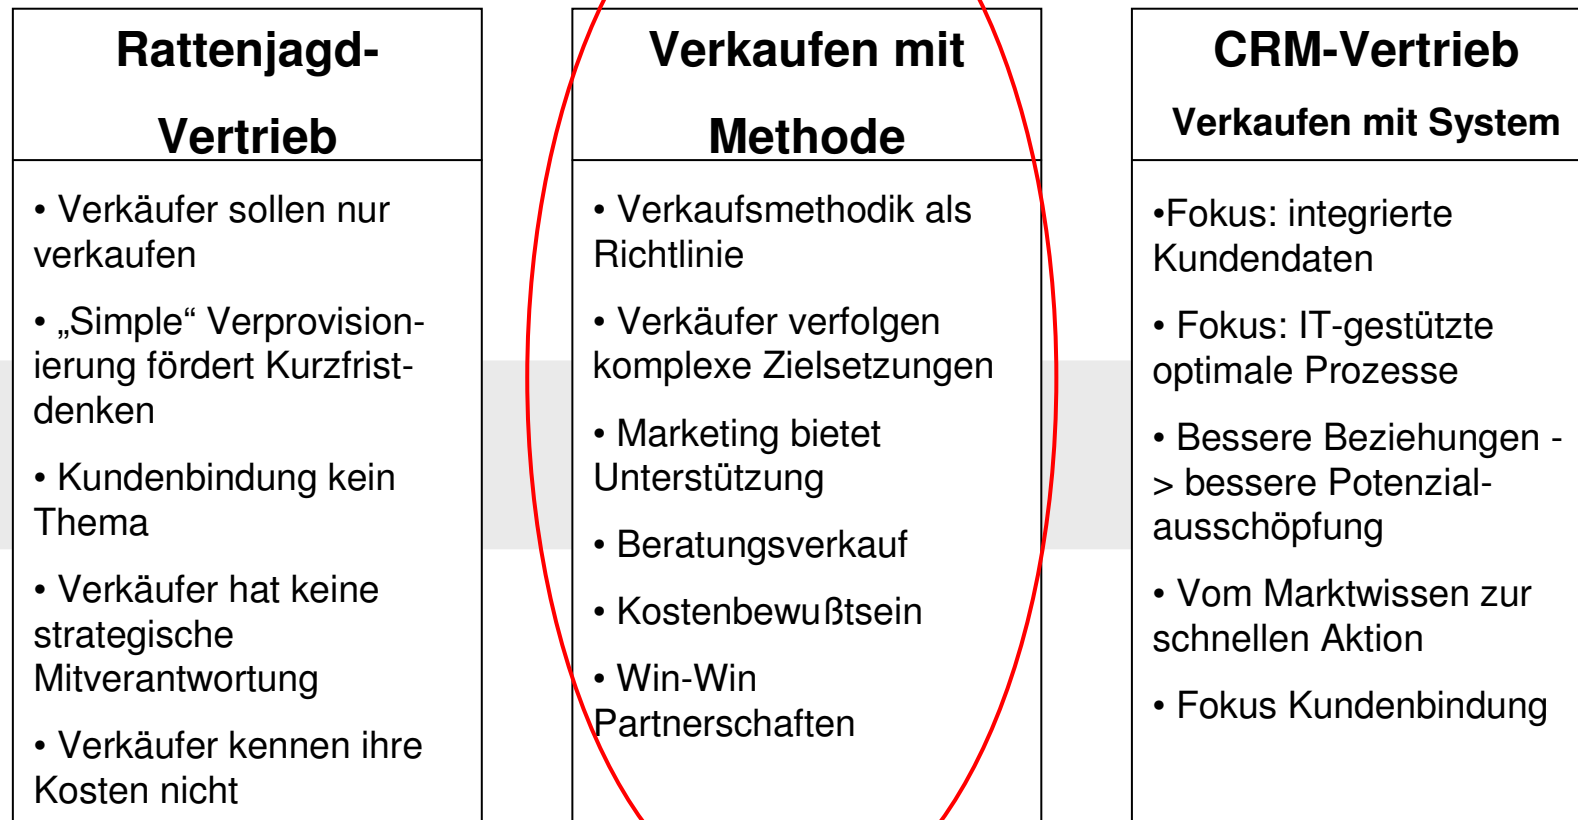 Rattenjagd-
Vertrieb
• Verkäufer sollen nur
verkaufen
• „Simple“ Verprovision-
ierung fördert Kurzfrist-
denken
• Kundenbindung kein
Thema
• Verkäufer hat keine
strategische
Mitverantwortung
• Verkäufer kennen ihre
Kosten nicht
Verkaufen mit
Methode
• Verkaufsmethodik als
Richtlinie
• Verkäufer verfolgen
komplexe Zielsetzungen
• Marketing bietet
Unterstützung
• Beratungsverkauf
• Kostenbewußtsein
• Win-Win
Partnerschaften
CRM-Vertrieb
Verkaufen mit System
•Fokus: integrierte
Kundendaten
• Fokus: IT-gestützte
optimale Prozesse
• Bessere Beziehungen -
> bessere Potenzial-
ausschöpfung
• Vom Marktwissen zur
schnellen Aktion
• Fokus Kundenbindung